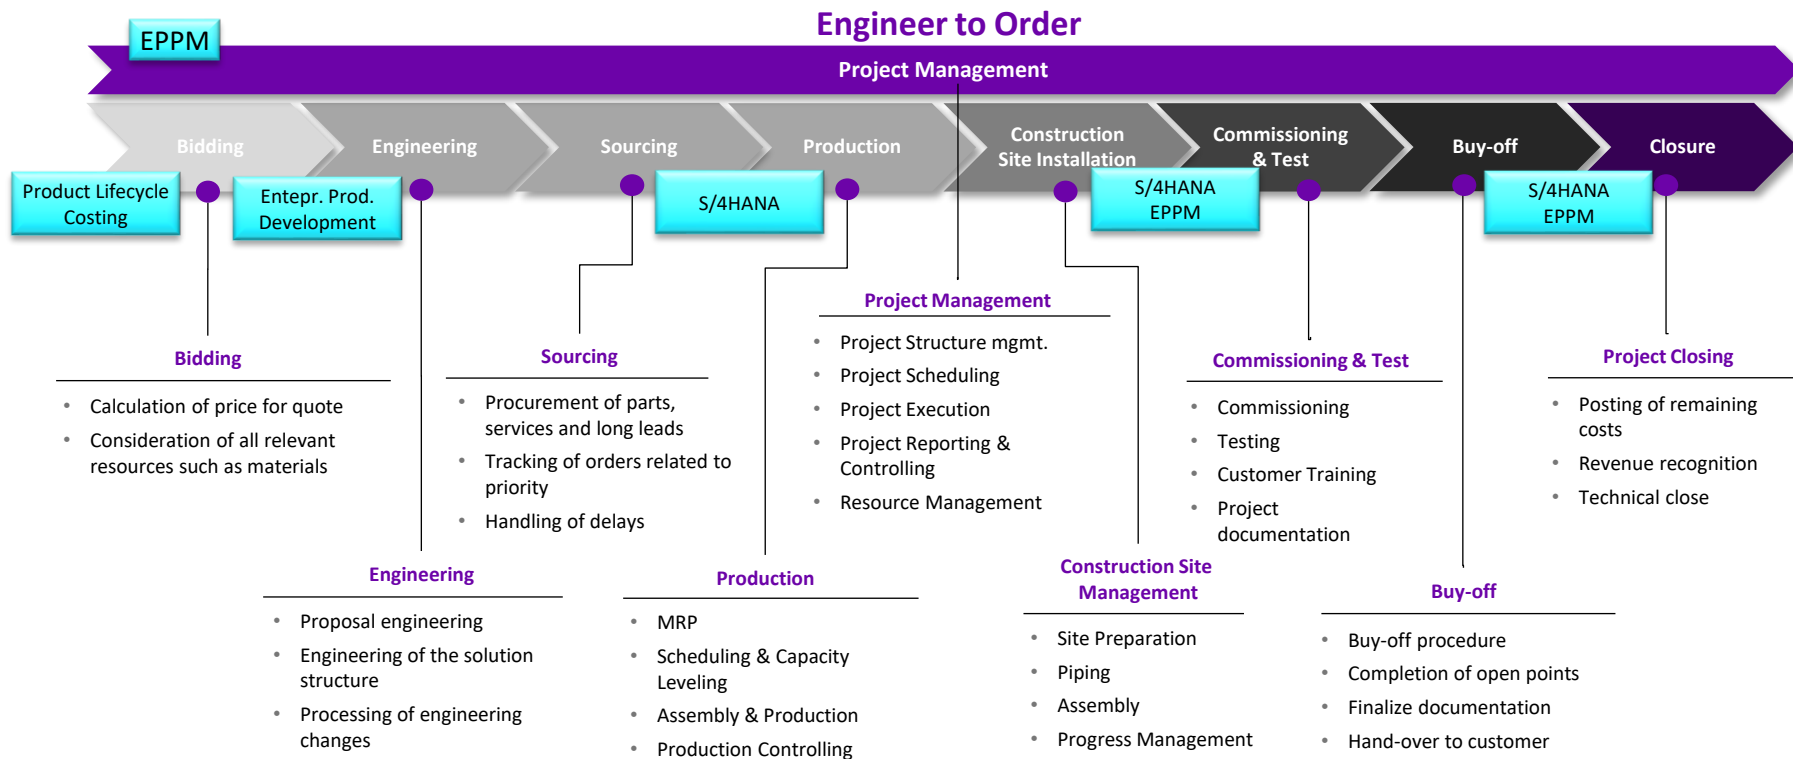 Engineer to Order
EPPM
Project Management
Bidding
Engineering
Sourcing
Production
Construction
Site Installation
Commissioning
& Test
Buy-off
Closure
Product Lifecycle
Costing
Entepr. Prod.
Development
S/4HANA
S/4HANA
EPPM
S/4HANA
EPPM
Bidding
• Calculation of price for quote
• Consideration of all relevant
resources such as materials
Engineering
• Proposal engineering
• Engineering of the solution
structure
• Processing of engineering
changes
Sourcing
• Procurement of parts,
services and long leads
• Tracking of orders related to
priority
• Handling of delays
Production
• MRP
• Scheduling & Capacity
Leveling
• Assembly & Production
• Production Controlling
Project Management
• Project Structure mgmt.
• Project Scheduling
• Project Execution
• Project Reporting &
Controlling
• Resource Management
Construction Site
Management
• Site Preparation
• Piping
• Assembly
• Progress Management
Commissioning & Test
• Commissioning
• Testing
• Customer Training
• Project
documentation
Buy-off
• Buy-off procedure
• Completion of open points
• Finalize documentation
• Hand-over to customer
Project Closing
• Posting of remaining
costs
• Revenue recognition
• Technical close